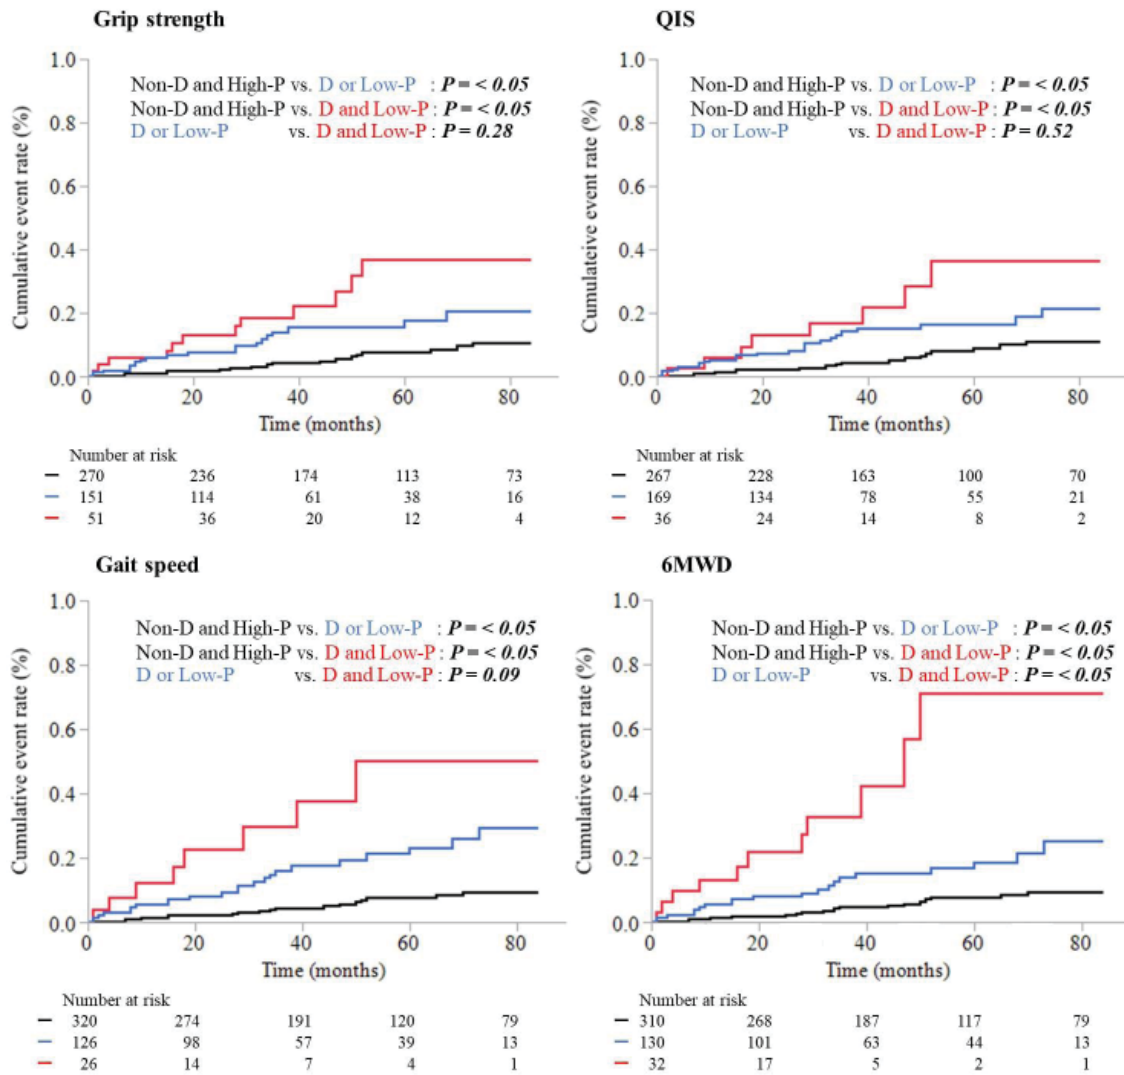 Grip strength
1.0
Non-D and High-P vs. D or Low-P : P = < 0.05
Non-D and High-P vs. D and Low-P : P = < 0.05
D or Low-P vs. D and Low-P : P = 0.28
0.8
0.6
0.4
0.2
0.0
Cumulative event rate (%)
0 20 40 60 80
Time (months)
Number at risk
270 236 174 113 73
151 114 61 38 16
51 36 20 12 4
QIS
1.0
Non-D and High-P vs. D or Low-P : P = < 0.05
Non-D and High-P vs. D and Low-P : P = < 0.05
D or Low-P vs. D and Low-P : P = 0.52
0.8
0.6
0.4
0.2
0.0
Cumulateive event rate (%)
0 20 40 60 80
Time (months)
Number at risk
267 228 163 100 70
169 134 78 55 21
36 24 14 8 2
Gait speed
1.0
Non-D and High-P vs. D or Low-P : P = < 0.05
Non-D and High-P vs. D and Low-P : P = < 0.05
D or Low-P vs. D and Low-P : P = 0.09
0.8
0.6
0.4
0.2
0.0
Cumulative event rate (%)
0 20 40 60 80
Time (months)
Number at risk
320 274 191 120 79
126 98 57 39 13
26 14 7 4 1
6MWD
1.0
Non-D and High-P vs. D or Low-P : P = < 0.05
Non-D and High-P vs. D and Low-P : P = < 0.05
D or Low-P vs. D and Low-P : P = < 0.05
0.8
0.6
0.4
0.2
0.0
Cumulative event rate (%)
0 20 40 60 80
Time (months)
Number at risk
310 268 187 117 79
130 101 63 44 13
32 17 5 2 1